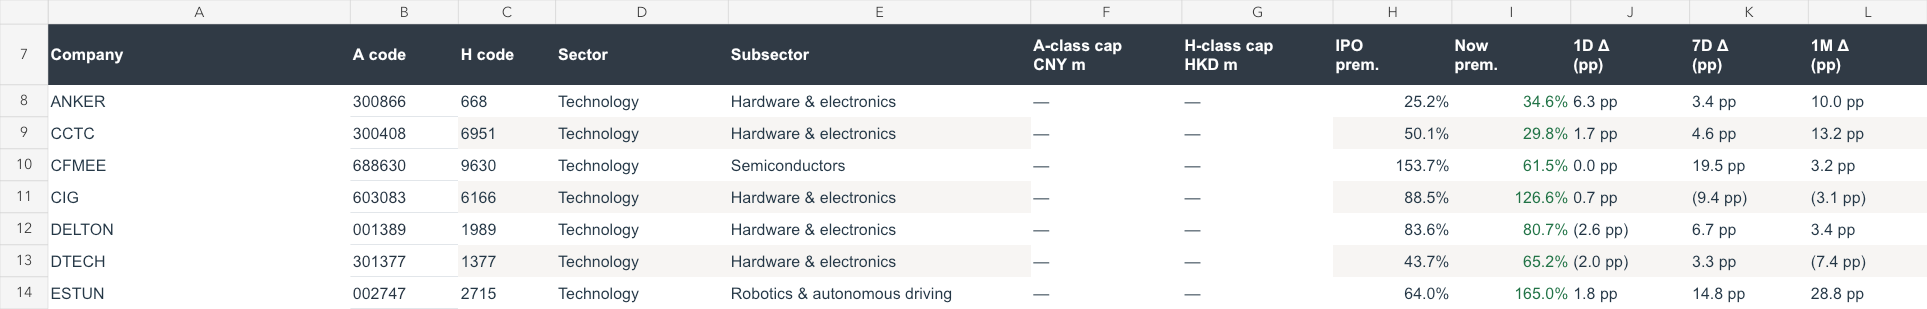 A B C D E F G H I J K L
7 Company A code H code Sector Subsector A-class cap CNY m H-class cap HKD m IPO prem. Now prem. 1D Δ (pp) 7D Δ (pp) 1M Δ (pp)
8 ANKER 300866 668 Technology Hardware & electronics — — 25.2% 34.6% 6.3 pp 3.4 pp 10.0 pp
9 CCTC 300408 6951 Technology Hardware & electronics — — 50.1% 29.8% 1.7 pp 4.6 pp 13.2 pp
10 CFMEE 688630 9630 Technology Semiconductors — — 153.7% 61.5% 0.0 pp 19.5 pp 3.2 pp
11 CIG 603083 6166 Technology Hardware & electronics — — 88.5% 126.6% 0.7 pp (9.4 pp) (3.1 pp)
12 DELTON 001389 1989 Technology Hardware & electronics — — 83.6% 80.7% (2.6 pp) 6.7 pp 3.4 pp
13 DTECH 301377 1377 Technology Hardware & electronics — — 43.7% 65.2% (2.0 pp) 3.3 pp (7.4 pp)
14 ESTUN 002747 2715 Technology Robotics & autonomous driving — — 64.0% 165.0% 1.8 pp 14.8 pp 28.8 pp